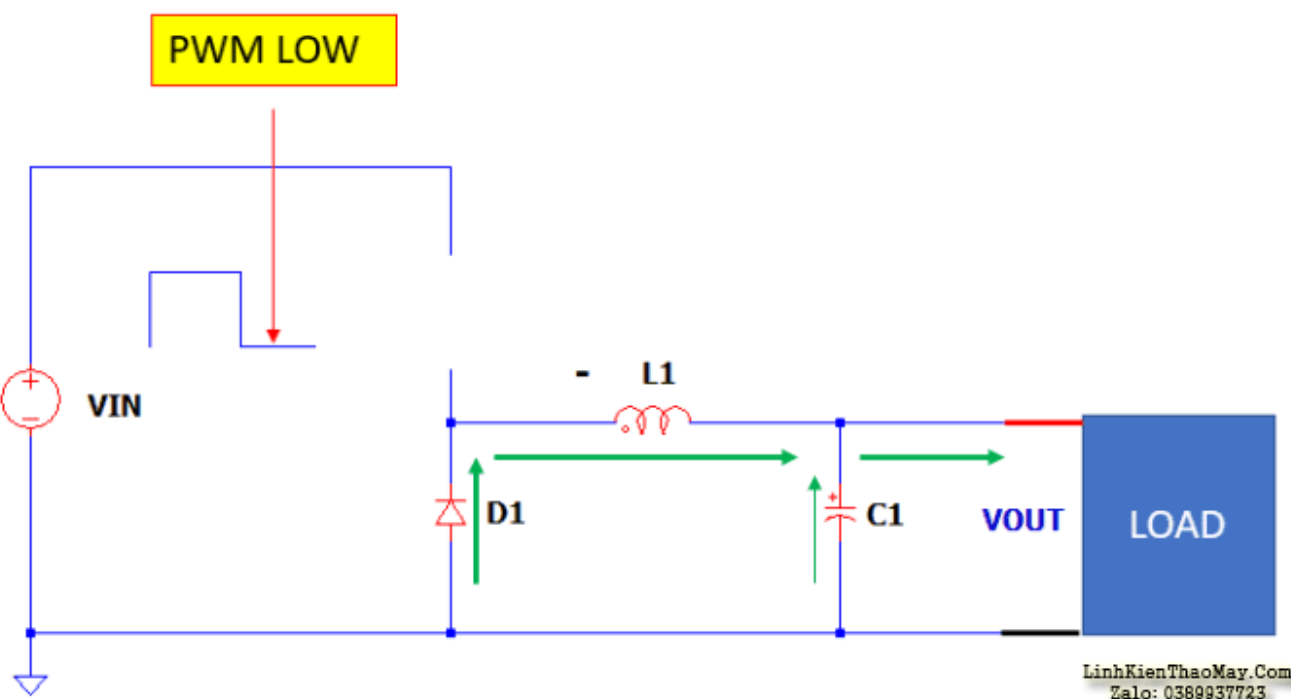 PWM LOW
VIN
- L1
D1
+
C1
VOUT
LOAD
LinhKienThaoMay.Com
Zalo: 0389937723